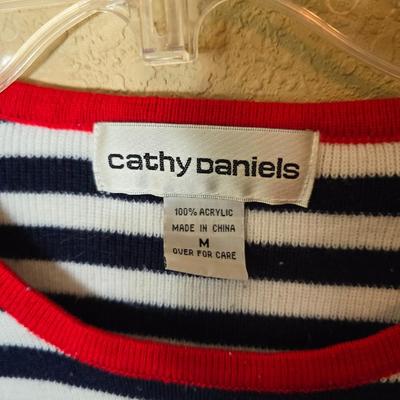 cathy Daniels
100% ACRYLIC
MADE IN CHINA
M
OVER FOR CARE